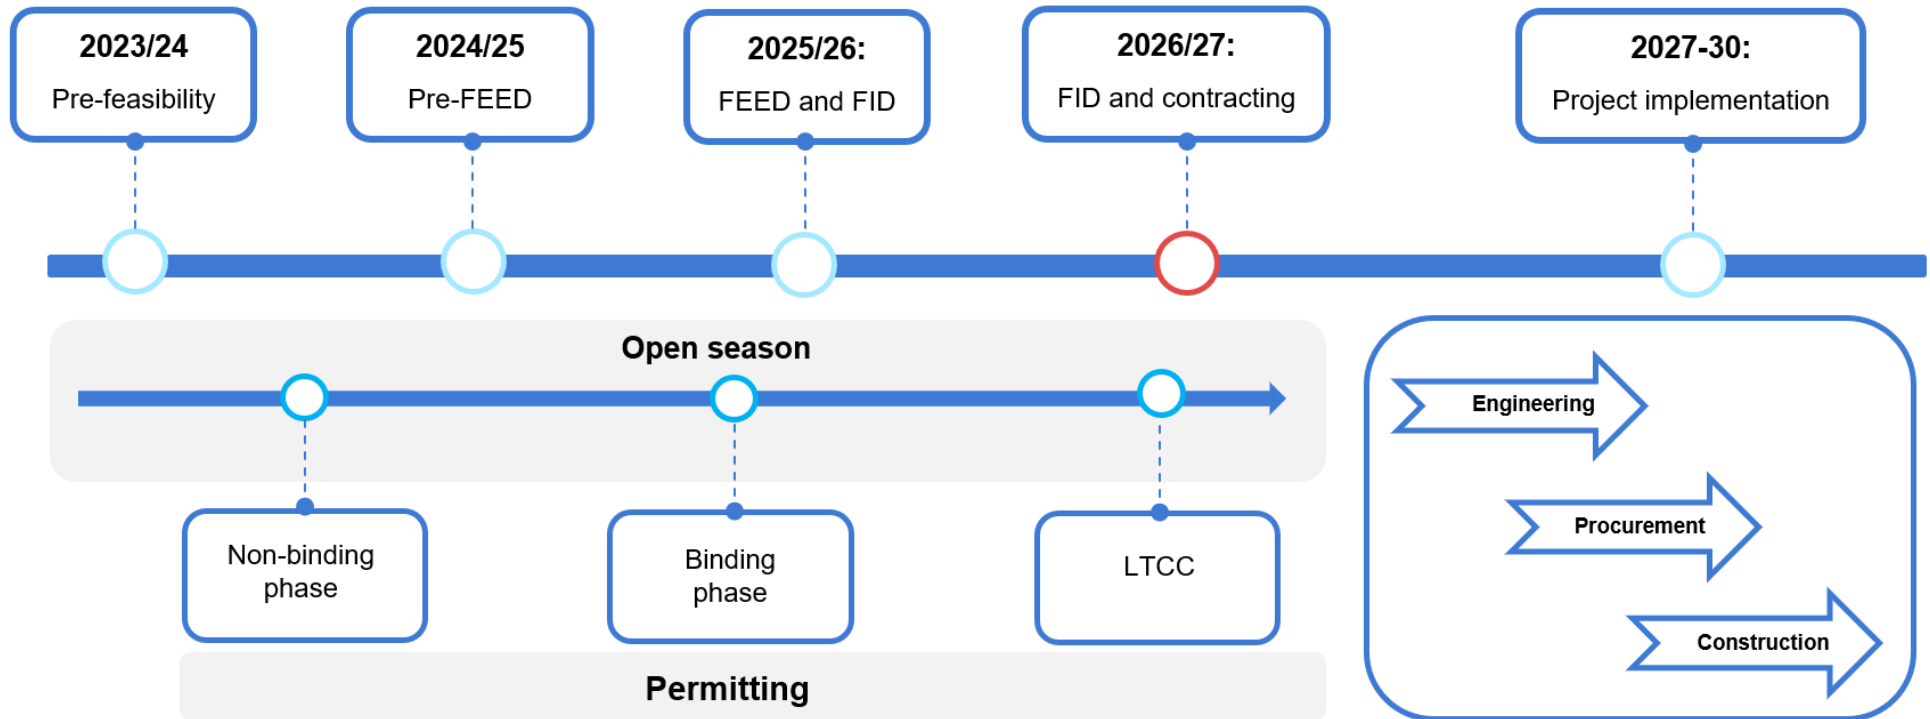 2023/24
Pre-feasibility
2024/25
Pre-FEED
2025/26:
FEED and FID
2026/27:
FID and contracting
2027-30:
Project implementation
Open season
Non-binding
phase
Binding
phase
LTCC
Permitting
Engineering
Procurement
Construction